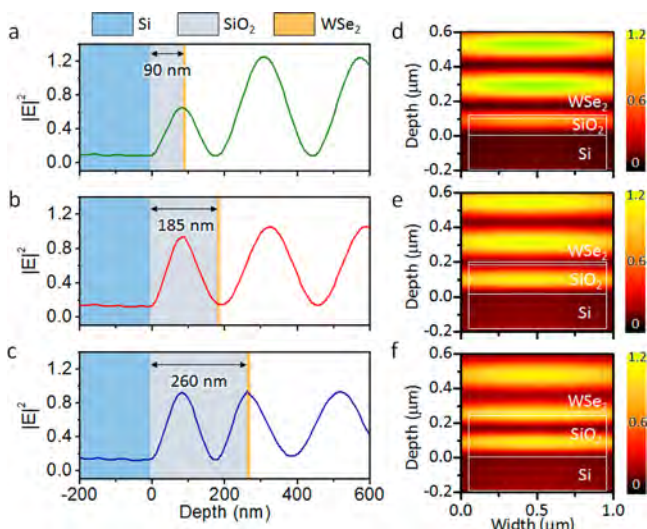 Si SiO₂ WSe₂
a
90 nm
|E|²
1.2
0.8
0.4
0.0
b
185 nm
|E|²
1.2
0.8
0.4
0.0
c
260 nm
|E|²
1.2
0.8
0.4
0.0
-200 0 200 400 600
Depth (nm)
d
Depth (μm)
0.6
0.4
0.2
0.0
-0.2
WSe₂
SiO₂
Si
1.2
0.6
0
e
Depth (μm)
0.6
0.4
0.2
0.0
-0.2
WSe₂
SiO₂
Si
1.2
0.6
0
f
Depth (μm)
0.6
0.4
0.2
0.0
-0.2
WSe₂
SiO₂
Si
1.2
0.6
0
0.0 0.5 1.0
Width (μm)